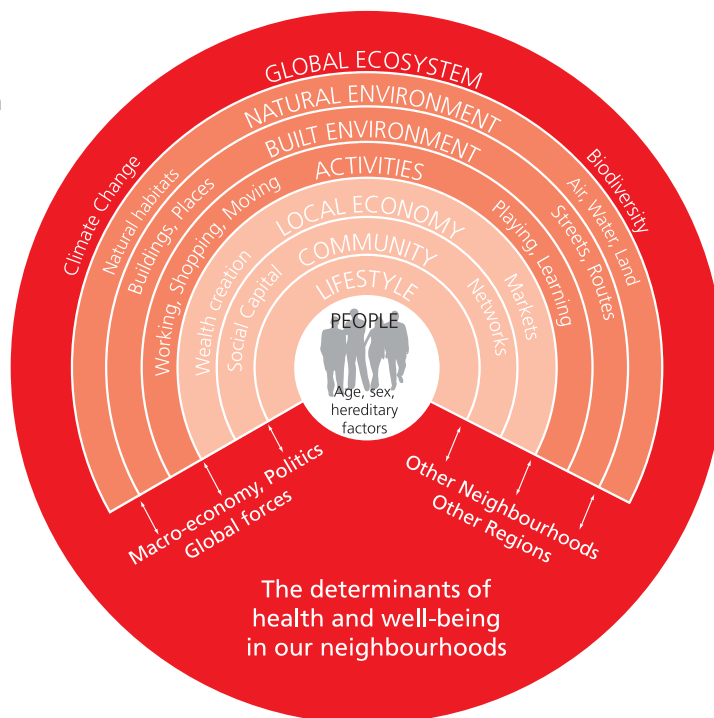 GLOBAL ECOSYSTEM
NATURAL ENVIRONMENT
BUILT ENVIRONMENT
ACTIVITIES
LOCAL ECONOMY
COMMUNITY
LIFESTYLE
PEOPLE
Age, sex,
hereditary
factors
Climate Change
Natural habitats
Buildings, Places
Working, Shopping, Moving
Wealth creation
Social Capital
Biodiversity
Air, Water, Land
Streets, Routes
Playing, Learning
Markets
Networks
Macro-economy, Politics
Global forces
Other Neighbourhoods
Other Regions
The determinants of
health and well-being
in our neighbourhoods